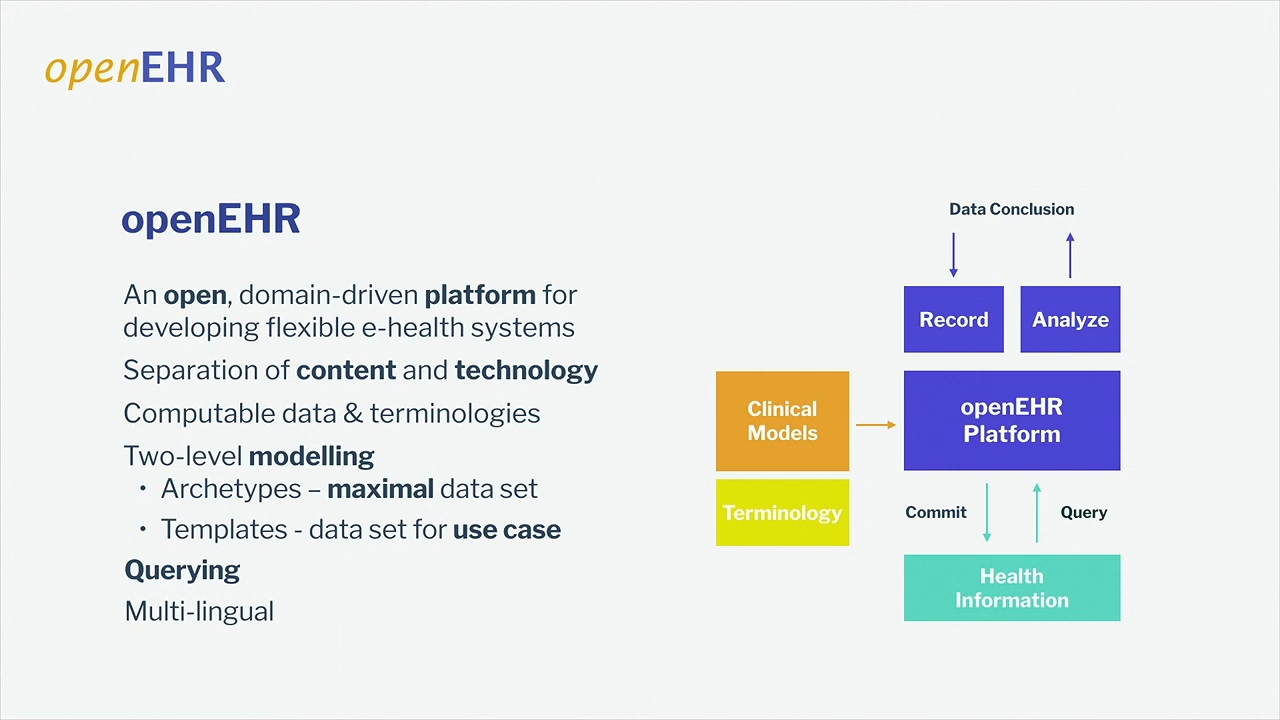 openEHR
openEHR
An open, domain-driven platform for
developing flexible e-health systems
Separation of content and technology
Computable data & terminologies
Two-level modelling
• Archetypes – maximal data set
• Templates - data set for use case
Querying
Multi-lingual
Data Conclusion
Record
Analyze
Clinical
Models
openEHR
Platform
Terminology
Commit
Query
Health
Information